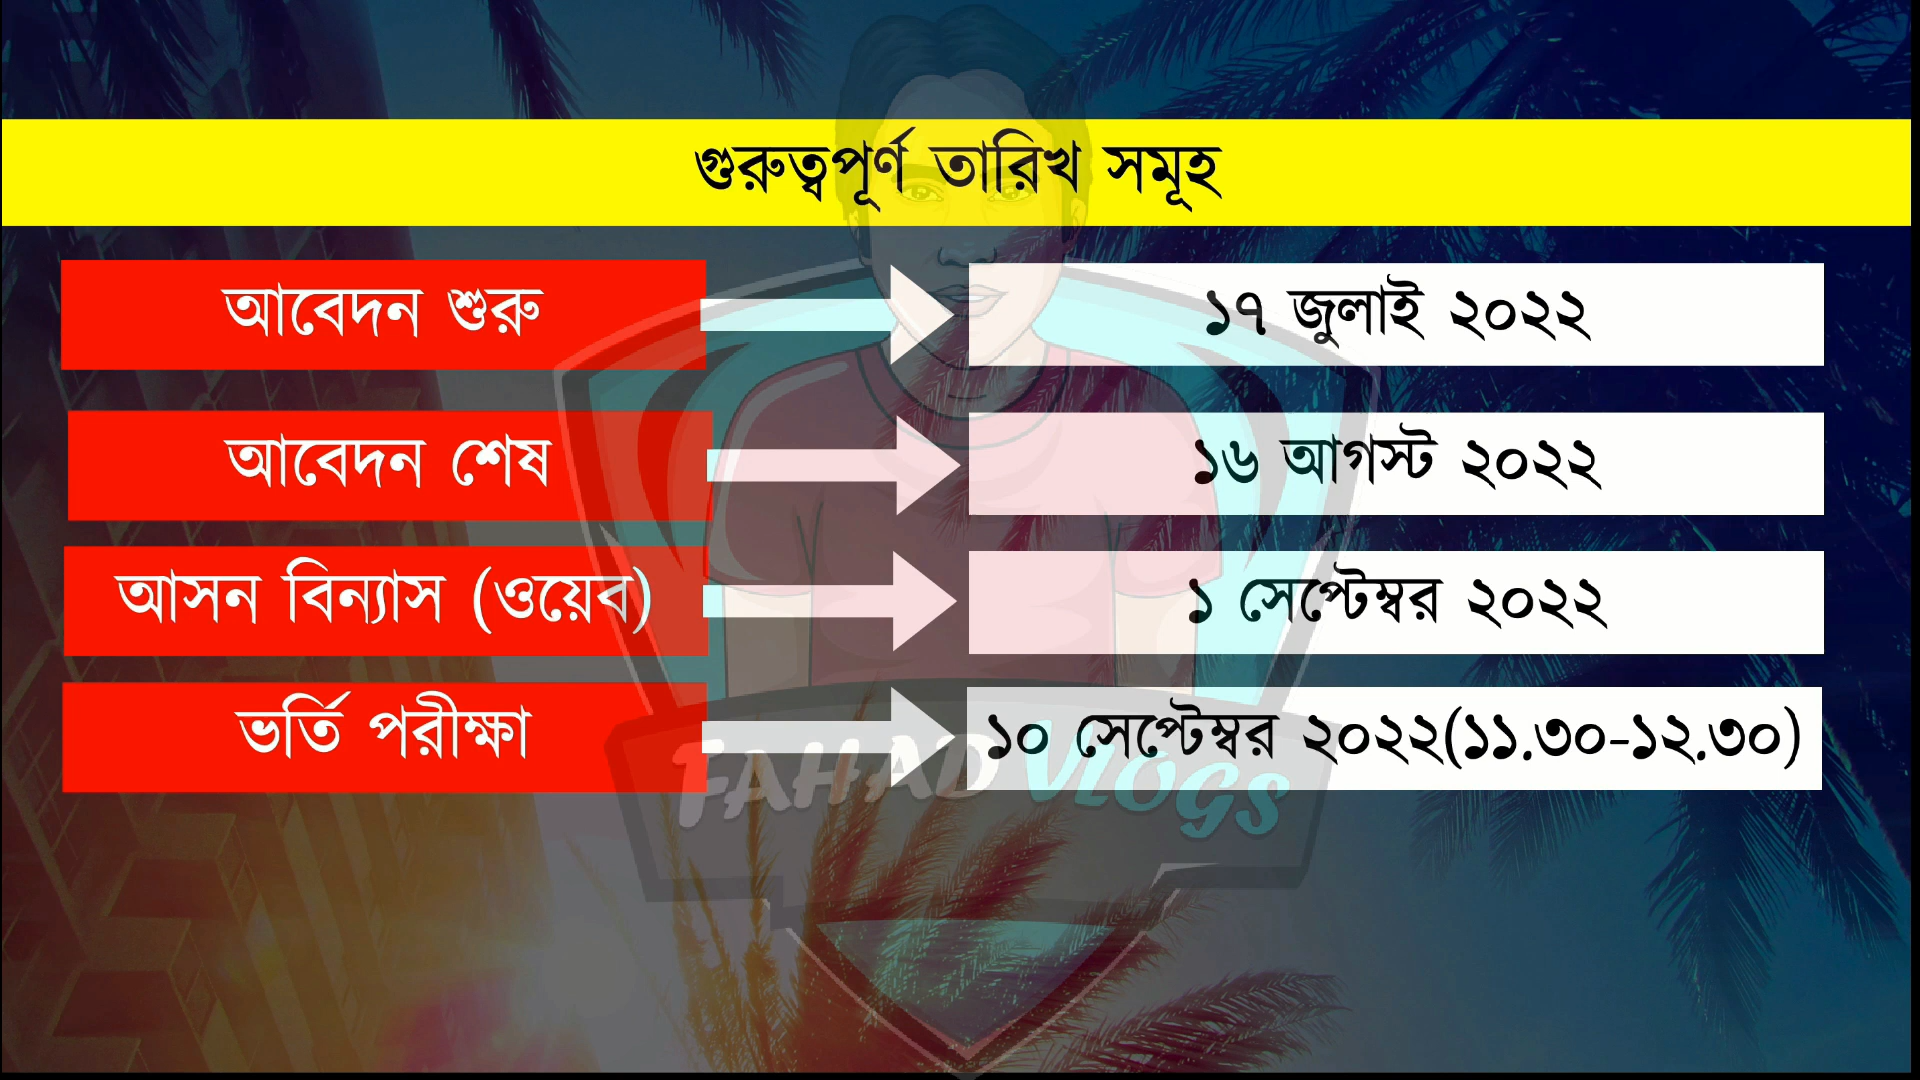 গুরুত্বপূর্ণ তারিখ সমূহ
আবেদন শুরু ১৭ জুলাই ২০২২
আবেদন শেষ ১৬ আগস্ট ২০২২
আসন বিন্যাস (ওয়েব) ১ সেপ্টেম্বর ২০২২
ভর্তি পরীক্ষা ১০ সেপ্টেম্বর ২০২২(১১.৩০-১২.৩০)
FAHAD VLOGS